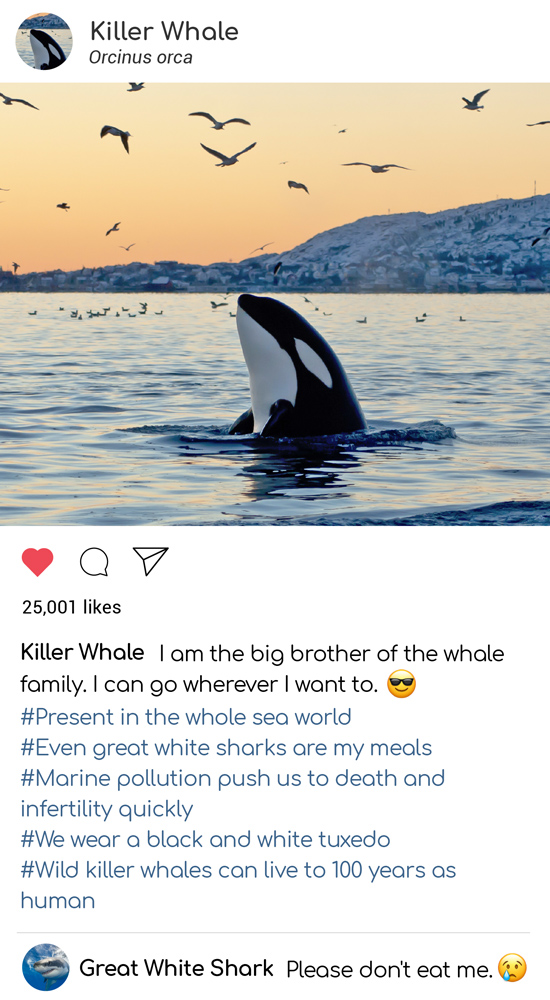 Killer Whale
Orcinus orca
25,001 likes
Killer Whale I am the big brother of the whale
family. I can go wherever I want to. 😎
#Present in the whole sea world
#Even great white sharks are my meals
#Marine pollution push us to death and
infertility quickly
#We wear a black and white tuxedo
#Wild killer whales can live to 100 years as
human
Great White Shark Please don't eat me. 😢